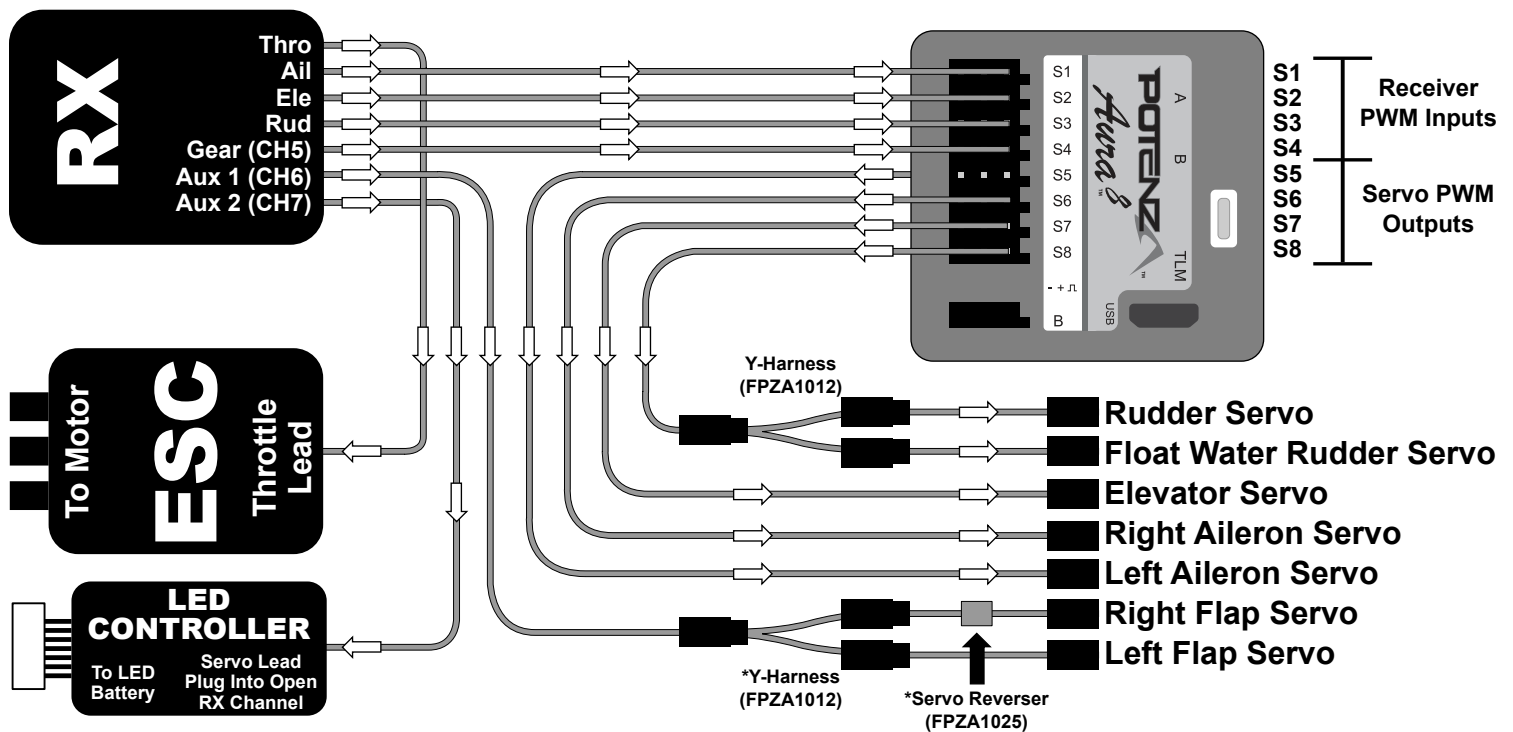 RX
Thro
Ail
Ele
Rud
Gear (CH5)
Aux 1 (CH6)
Aux 2 (CH7)
S1
S2
S3
S4
S5
S6
S7
S8
- + ⎍
B
A
B
TLM
USB
POTENZA
™
Aura 8
™
S1
S2
S3
S4
S5
S6
S7
S8
Receiver
PWM Inputs
Servo PWM
Outputs
To Motor
ESC
Throttle
Lead
LED
CONTROLLER
To LED
Battery
Servo Lead
Plug Into Open
RX Channel
Y-Harness
(FPZA1012)
Rudder Servo
Float Water Rudder Servo
Elevator Servo
Right Aileron Servo
Left Aileron Servo
Right Flap Servo
Left Flap Servo
*Y-Harness
(FPZA1012)
*Servo Reverser
(FPZA1025)